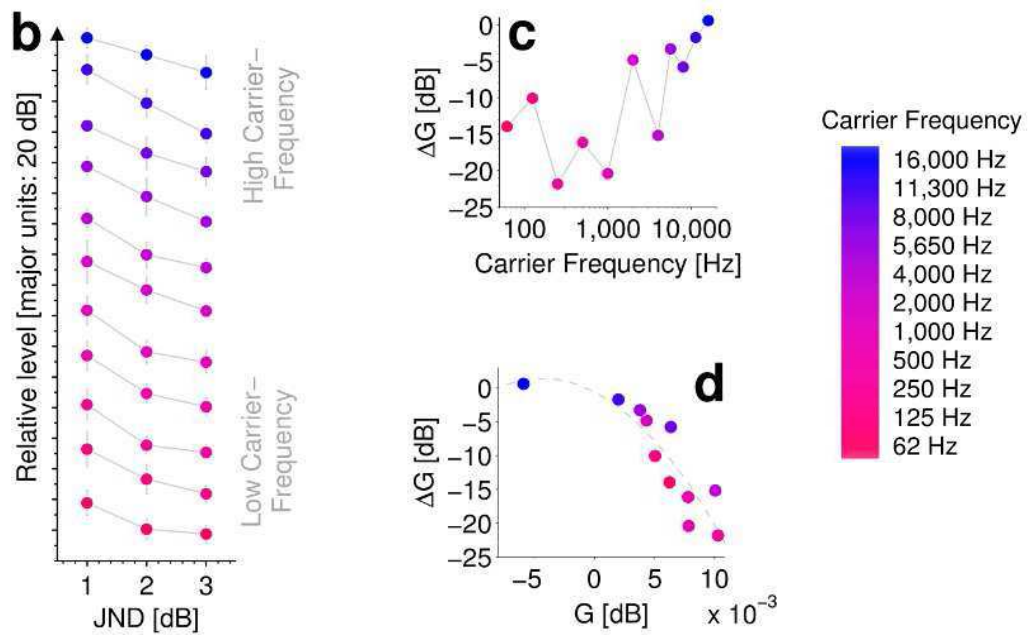 b
Relative level [major units: 20 dB]
High Carrier–
Frequency
Low Carrier–
Frequency
1 2 3
JND [dB]
c
0
−5
−10
−15
−20
−25
ΔG [dB]
100 1,000 10,000
Carrier Frequency [Hz]
d
0
−5
−10
−15
−20
−25
ΔG [dB]
−5 0 5 10
x 10⁻³
G [dB]
Carrier Frequency
16,000 Hz
11,300 Hz
8,000 Hz
5,650 Hz
4,000 Hz
2,000 Hz
1,000 Hz
500 Hz
250 Hz
125 Hz
62 Hz